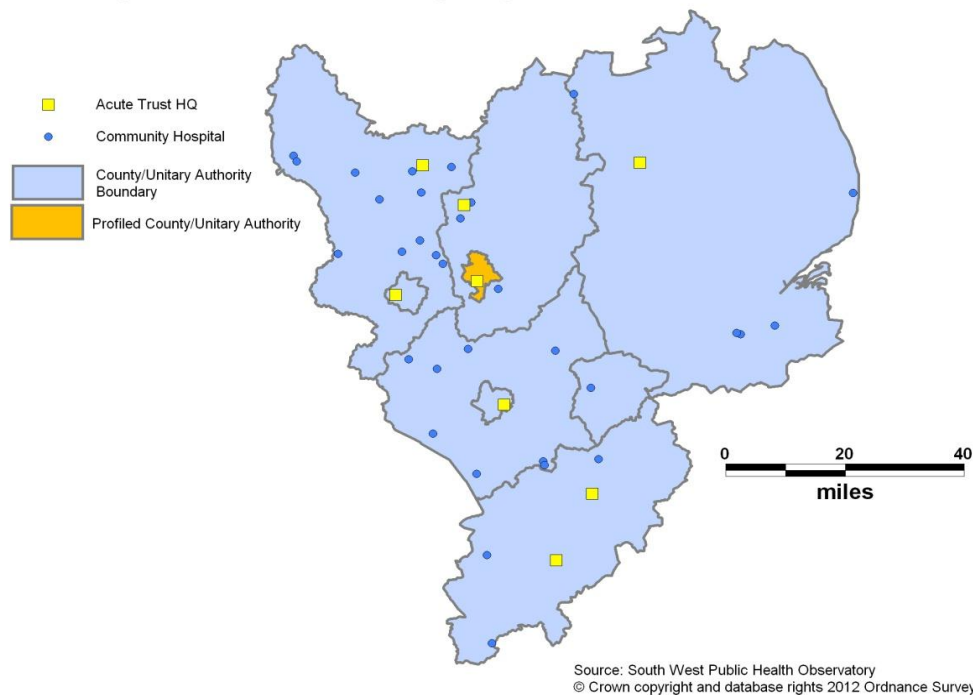 Acute Trust HQ
Community Hospital
County/Unitary Authority
Boundary
Profiled County/Unitary Authority
0 20 40
miles
Source: South West Public Health Observatory
© Crown copyright and database rights 2012 Ordnance Survey